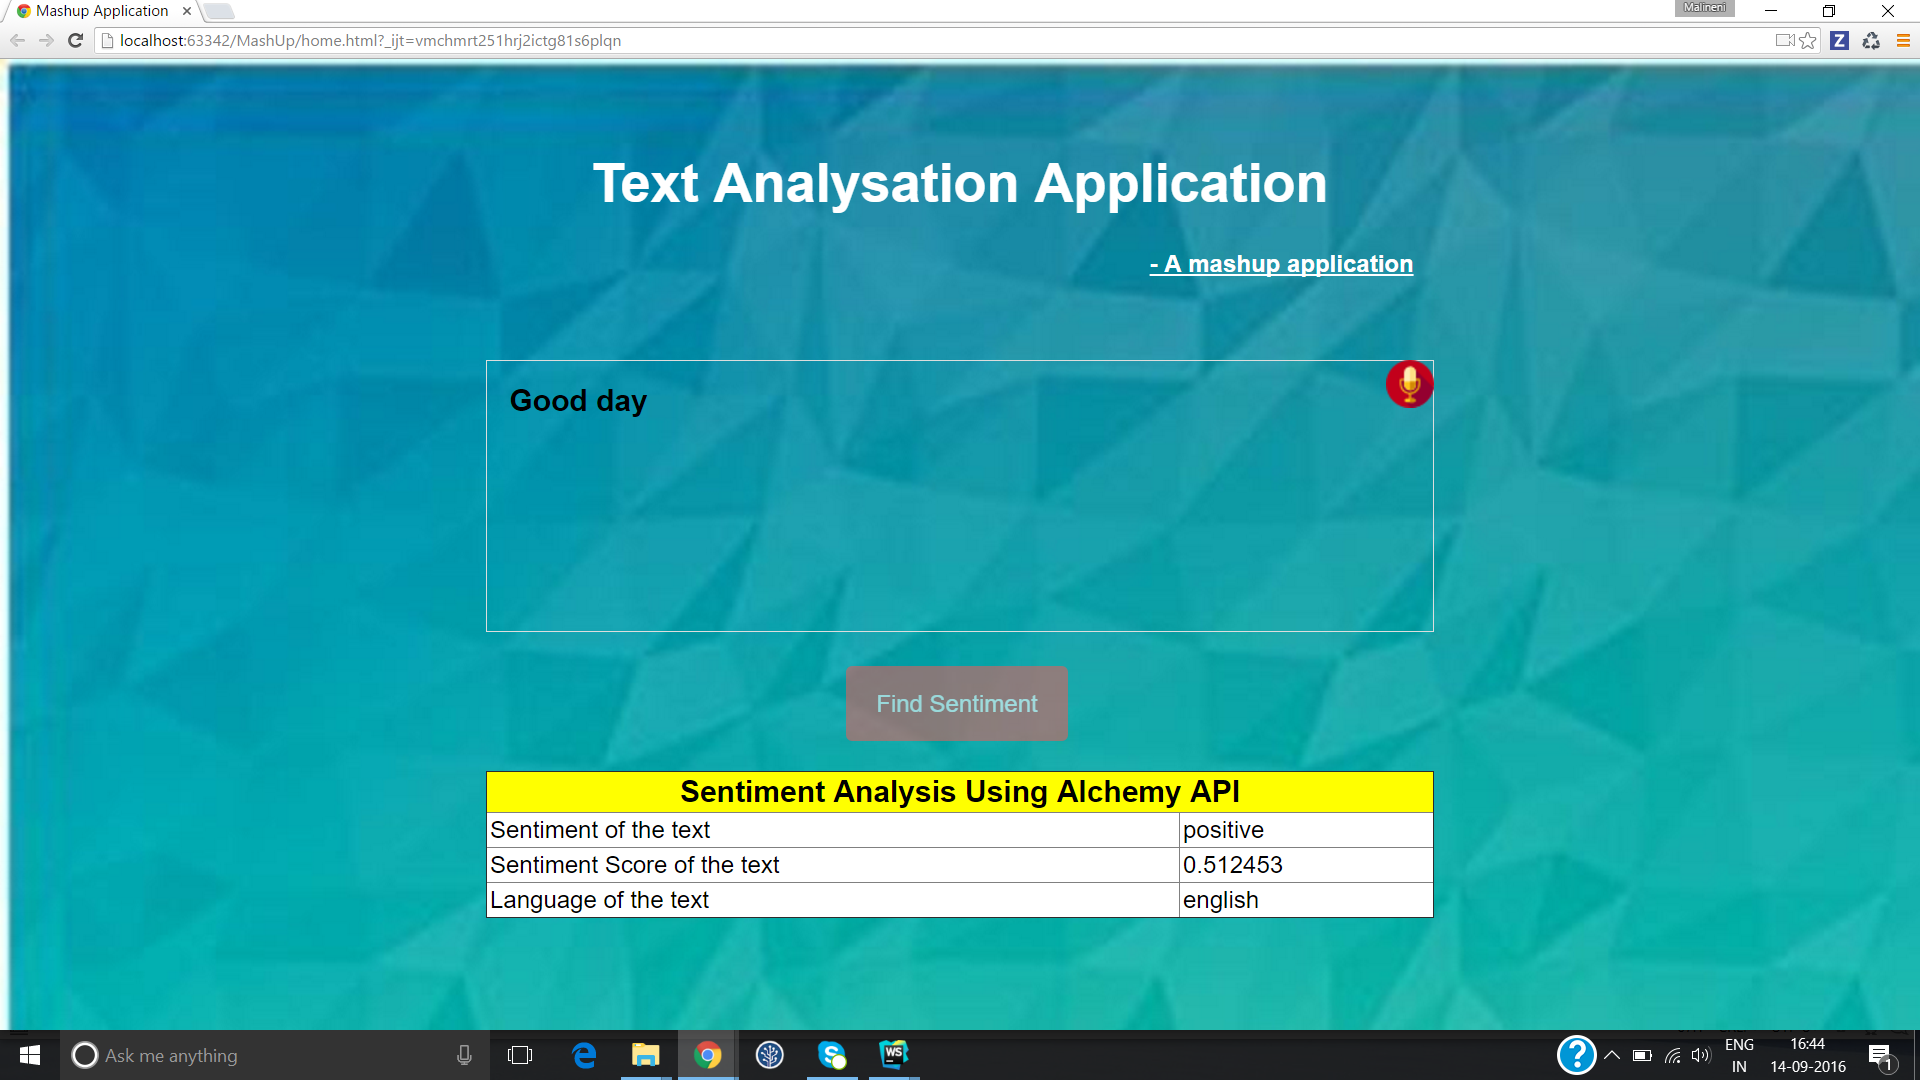 Mashup Application
Malineni
localhost:63342/MashUp/home.html?_ijt=vmchmrt251hrj2ictg81s6plqn
Z
Text Analysation Application
- A mashup application
Good day
Find Sentiment
Sentiment Analysis Using Alchemy API
Sentiment of the text positive
Sentiment Score of the text 0.512453
Language of the text english
Ask me anything
WS
?
ENG
IN
16:44
14-09-2016
1